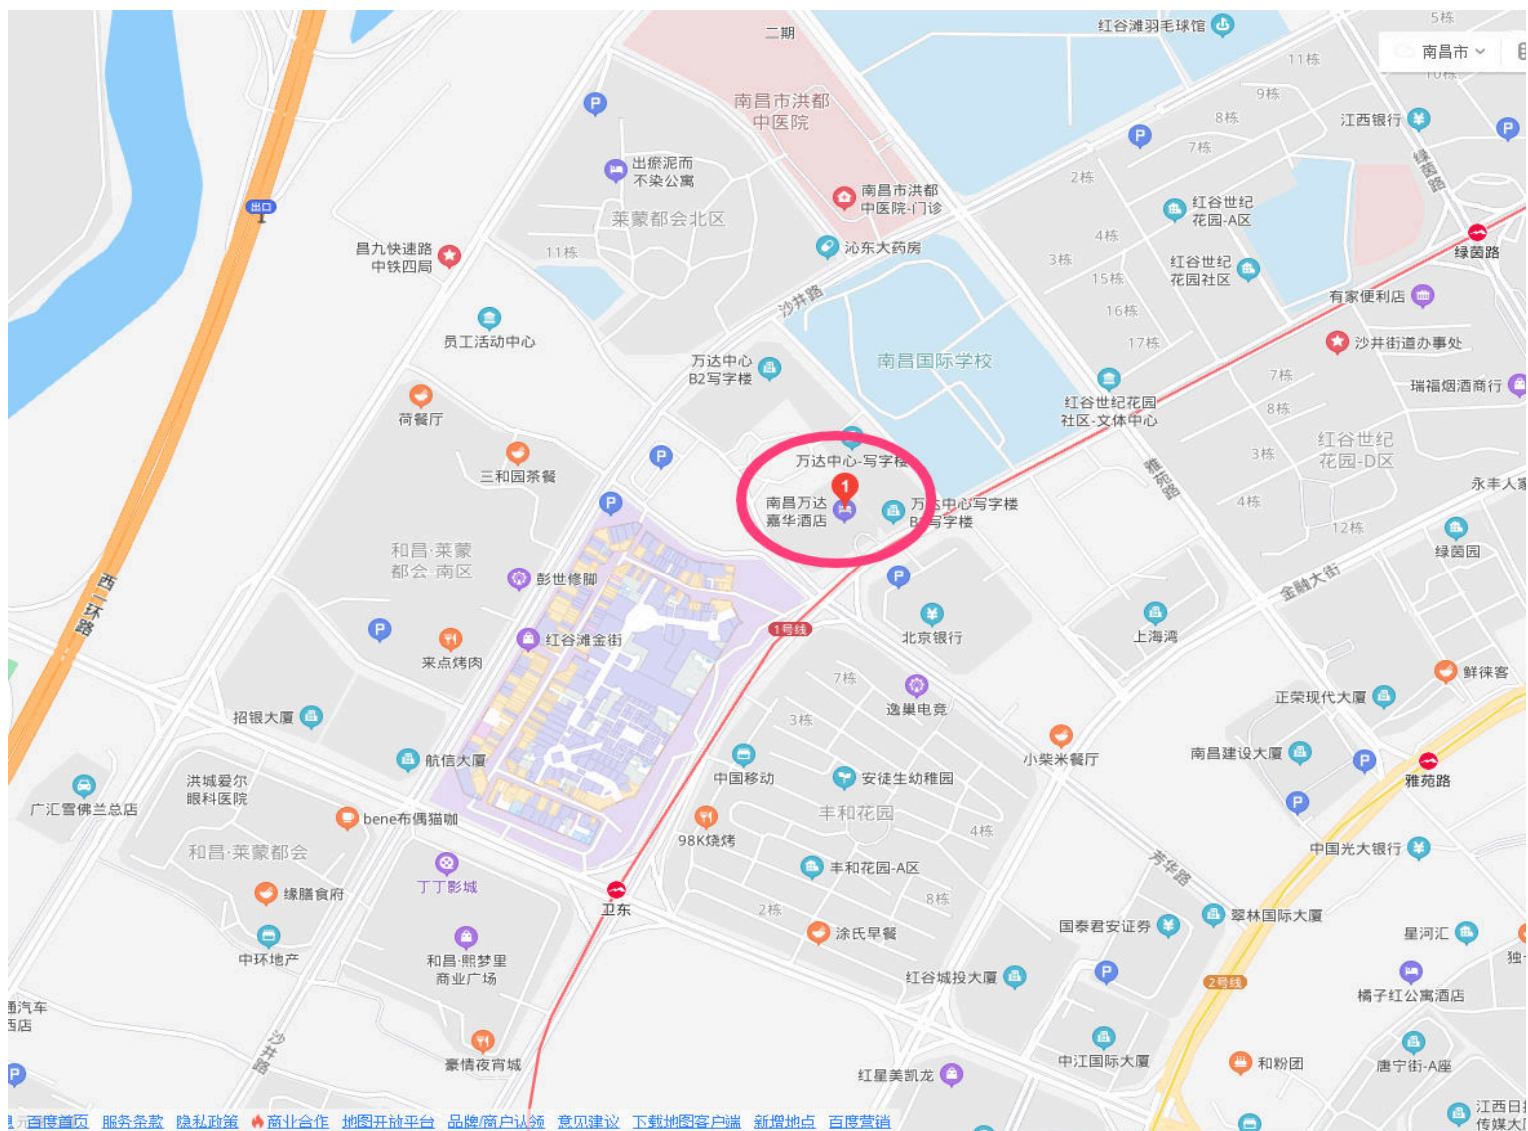 红谷滩羽毛球馆
5栋
二期
南昌市
11栋
10栋
9栋
南昌市洪都
中医院
8栋
江西银行
7栋
绿茵路
出瘀泥而
不染公寓
2栋
南昌市洪都
中医院-门诊
红谷世纪
花园-A区
出口
莱蒙都会北区
4栋
昌九快速路
中铁四局
11栋
沁东大药房
3栋
绿茵路
红谷世纪
花园社区
15栋
沙井路
有家便利店
16栋
员工活动中心
17栋
沙井街道办事处
万达中心
B2写字楼
南昌国际学校
7栋
瑞福烟酒商行
荷餐厅
红谷世纪花园
社区-文体中心
8栋
红谷世纪
花园-D区
3栋
万达中心-写字楼
三和园茶餐
雅苑路
永丰人家
1
南昌万达
嘉华酒店
万达中心写字楼
写字楼
4栋
12栋
绿茵园
和昌·莱蒙
都会 南区
彭世修脚
金融大街
西二环路
1号线
北京银行
上海湾
红谷滩金街
来点烤肉
7栋
鲜徕客
逸巢电竞
正荣现代大厦
招银大厦
3栋
小柴米餐厅
南昌建设大厦
航信大厦
中国移动
安徒生幼稚园
雅苑路
洪城爱尔
眼科医院
广汇雪佛兰总店
bene布偶猫咖
丰和花园
98K烧烤
4栋
和昌·莱蒙都会
中国光大银行
丁丁影城
丰和花园-A区
芳华路
缘膳食府
8栋
卫东
2栋
国泰君安证券
翠林国际大厦
涂氏早餐
星河汇
中环地产
和昌·熙梦里
商业广场
红谷城投大厦
2号线
橘子红公寓酒店
通汽车
西店
沙井路
豪情夜宵城
中江国际大厦
和粉团
唐宁街-A座
红星美凯龙
江西日报
传媒大厦
百度首页 服务条款 隐私政策 商业合作 地图开放平台 品牌/商户认领 意见建议 下载地图客户端 新增地点 百度营销